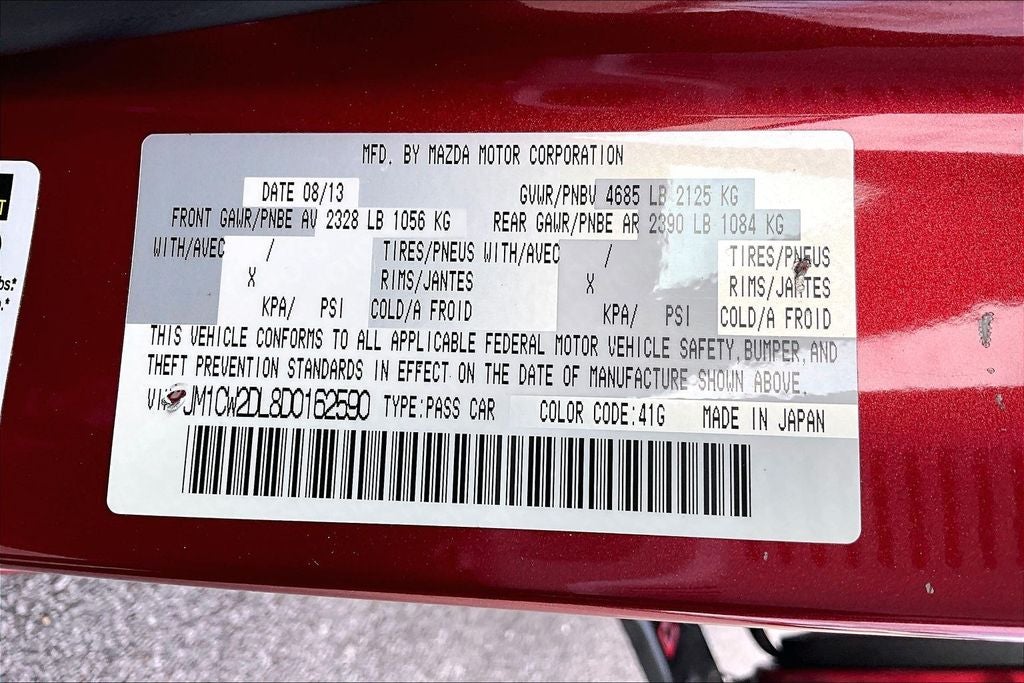 MFD. BY MAZDA MOTOR CORPORATION
DATE 08/13 GVWR/PNBV 4685 LB 2125 KG
FRONT GAWR/PNBE AV 2328 LB 1056 KG REAR GAWR/PNBE AR 2390 LB 1084 KG
WITH/AVEC / TIRES/PNEUS WITH/AVEC / TIRES/PNEUS
X RIMS/JANTES X RIMS/JANTES
KPA/ PSI COLD/A FROID KPA/ PSI COLD/A FROID
THIS VEHICLE CONFORMS TO ALL APPLICABLE FEDERAL MOTOR VEHICLE SAFETY, BUMPER, AND
THEFT PREVENTION STANDARDS IN EFFECT ON THE DATE OF MANUFACTURE SHOWN ABOVE.
JM1CW2DL8D0162590 TYPE:PASS CAR COLOR CODE:41G MADE IN JAPAN